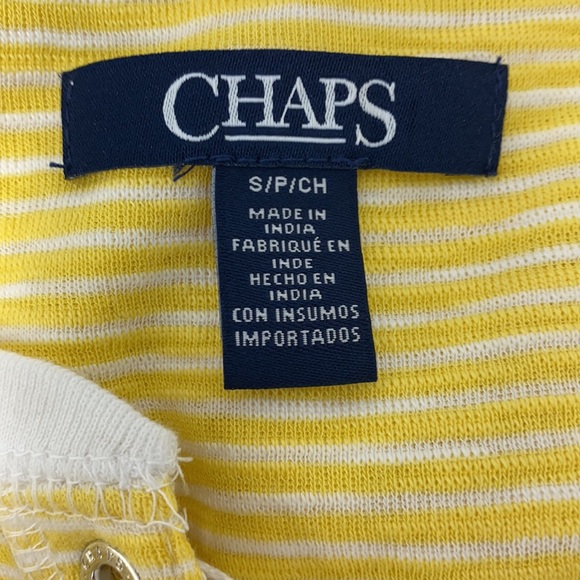 CHAPS
S/P/CH
MADE IN
INDIA
FABRIQUÉ EN
INDE
HECHO EN
INDIA
CON INSUMOS
IMPORTADOS